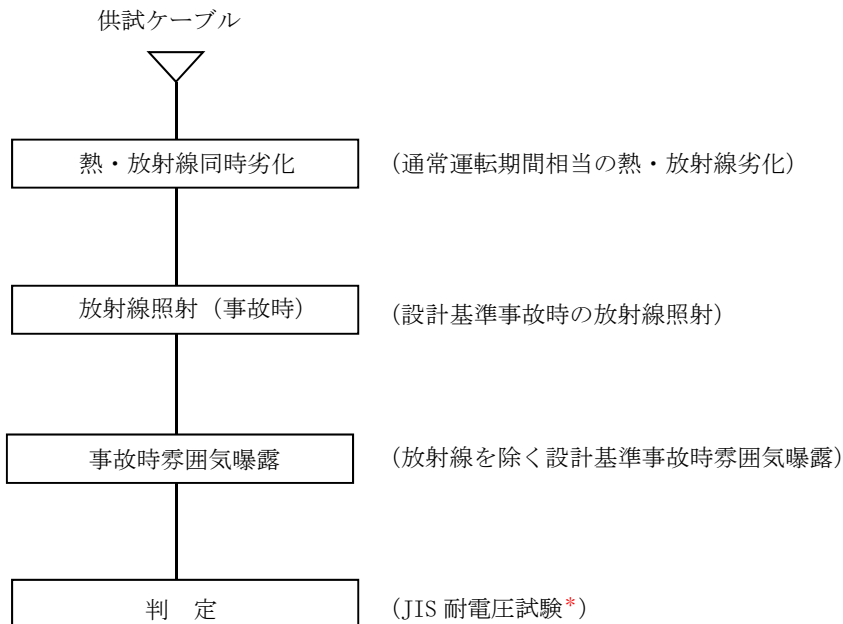 供試ケーブル
熱・放射線同時劣化 (通常運転期間相当の熱・放射線劣化)
放射線照射（事故時） (設計基準事故時の放射線照射)
事故時雰囲気曝露 (放射線を除く設計基準事故時雰囲気曝露)
判 定 (JIS 耐電圧試験*)